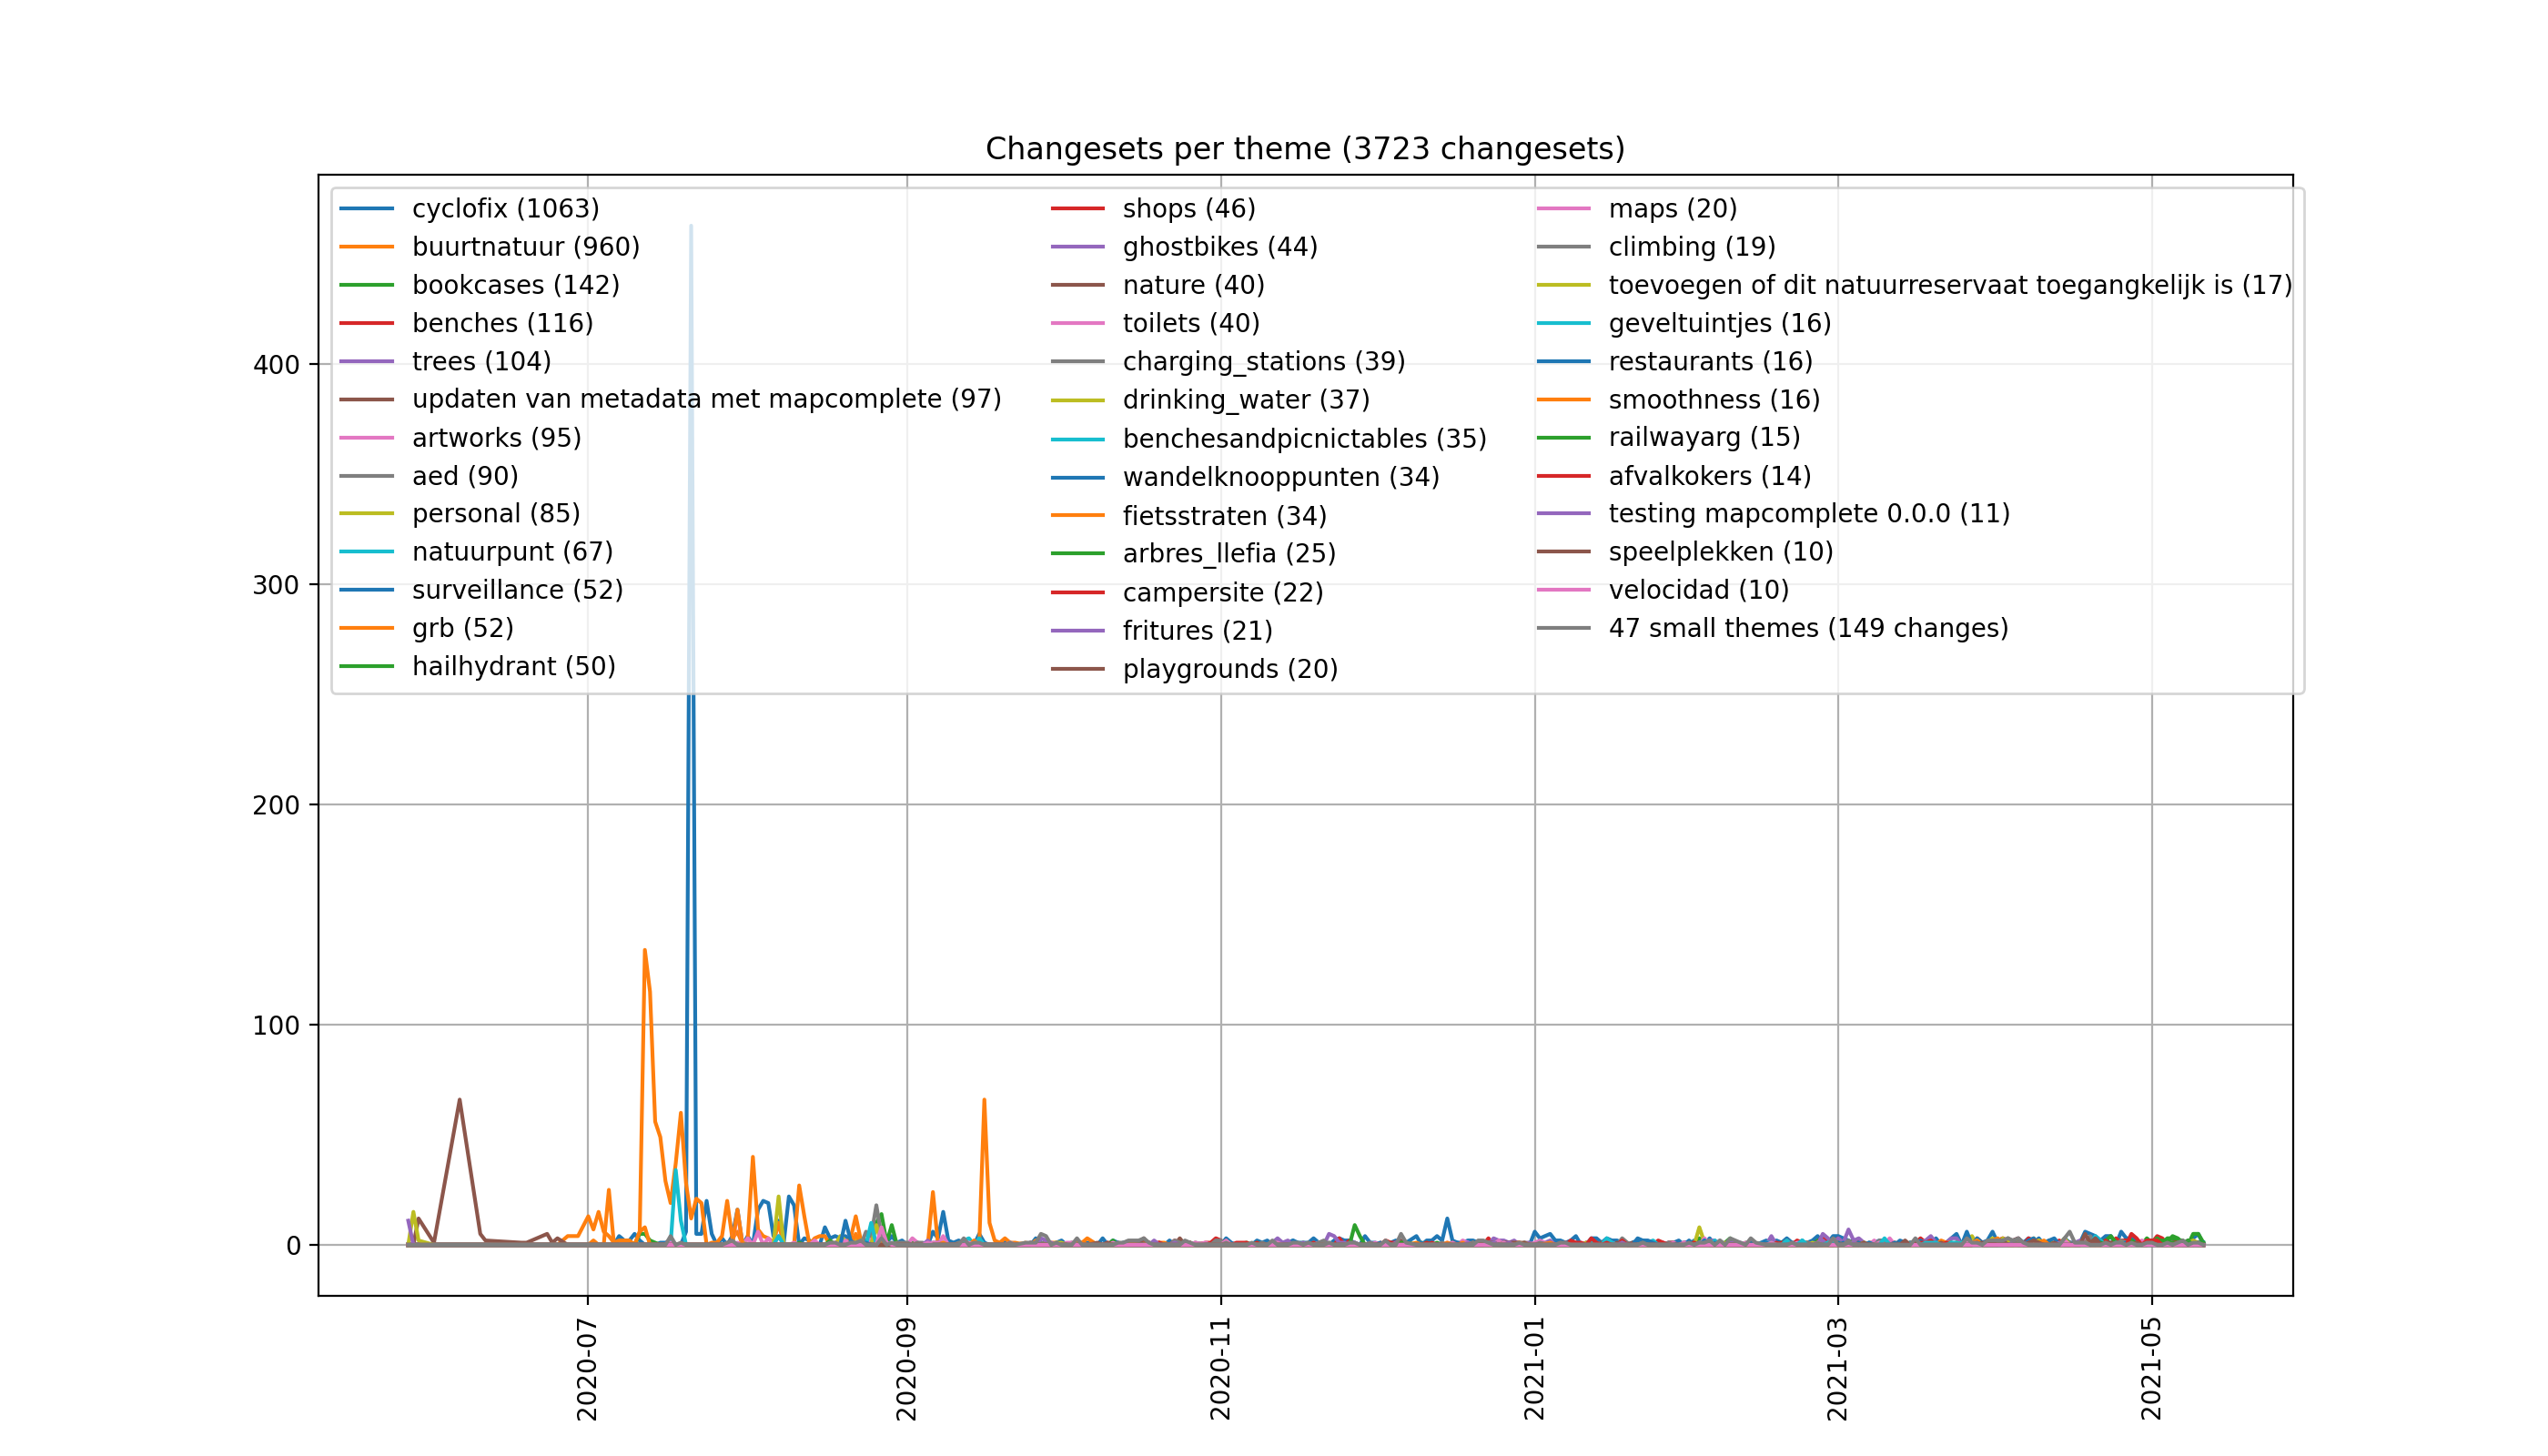 Changesets per theme (3723 changesets)
cyclofix (1063)
buurtnatuur (960)
bookcases (142)
benches (116)
trees (104)
updaten van metadata met mapcomplete (97)
artworks (95)
aed (90)
personal (85)
natuurpunt (67)
surveillance (52)
grb (52)
hailhydrant (50)
shops (46)
ghostbikes (44)
nature (40)
toilets (40)
charging_stations (39)
drinking_water (37)
benchesandpicnictables (35)
wandelknooppunten (34)
fietsstraten (34)
arbres_llefia (25)
campersite (22)
fritures (21)
playgrounds (20)
maps (20)
climbing (19)
toevoegen of dit natuurreservaat toegangkelijk is (17)
geveltuintjes (16)
restaurants (16)
smoothness (16)
railwayarg (15)
afvalkokers (14)
testing mapcomplete 0.0.0 (11)
speelplekken (10)
velocidad (10)
47 small themes (149 changes)
400
300
200
100
0
2020-07
2020-09
2020-11
2021-01
2021-03
2021-05